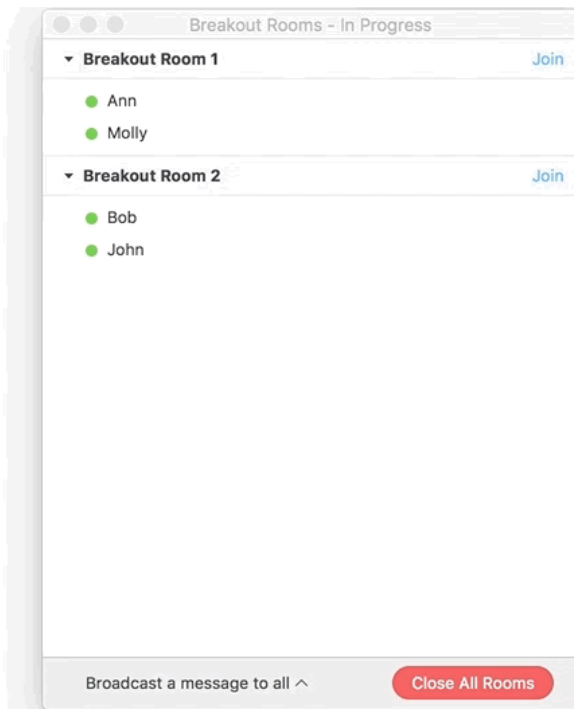 Breakout Rooms - In Progress
Breakout Room 1 Join
Ann
Molly
Breakout Room 2 Join
Bob
John
Broadcast a message to all Close All Rooms